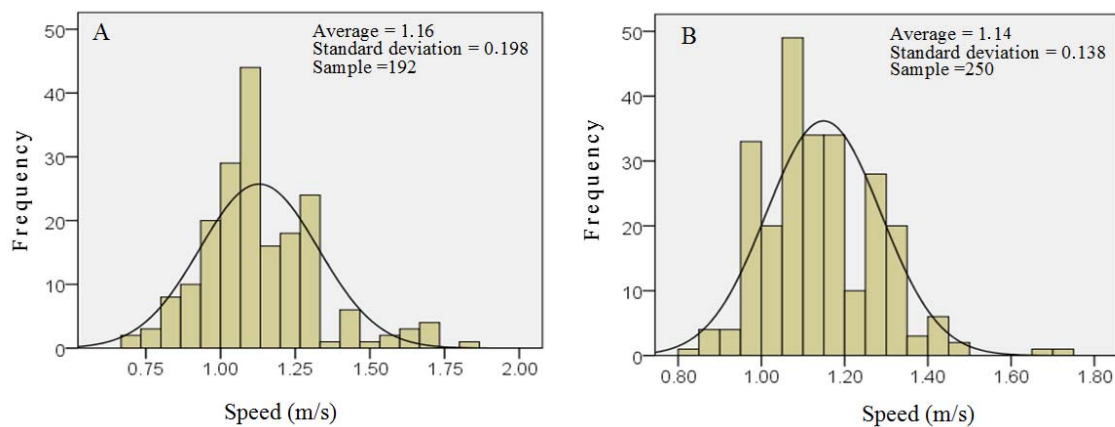 A
Average = 1.16
Standard deviation = 0.198
Sample =192
50
40
30
20
10
0
Frequency
0.75 1.00 1.25 1.50 1.75 2.00
Speed (m/s)
B
Average = 1.14
Standard deviation = 0.138
Sample =250
50
40
30
20
10
0
Frequency
0.80 1.00 1.20 1.40 1.60 1.80
Speed (m/s)